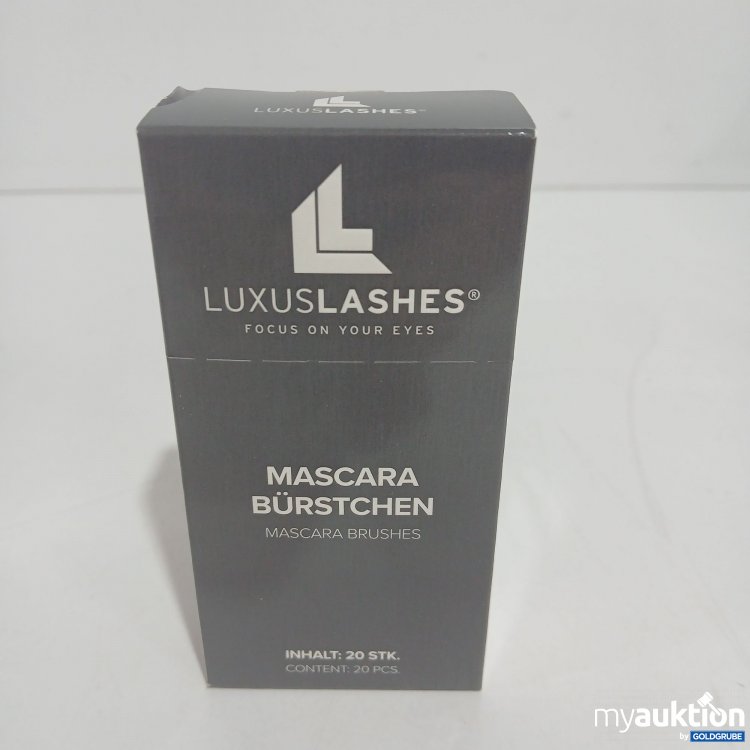 LUXUSLASHES
LUXUSLASHES®
FOCUS ON YOUR EYES
MASCARA
BÜRSTCHEN
MASCARA BRUSHES
INHALT: 20 STK.
CONTENT: 20 PCS.
myauktion
by GOLDGRUBE